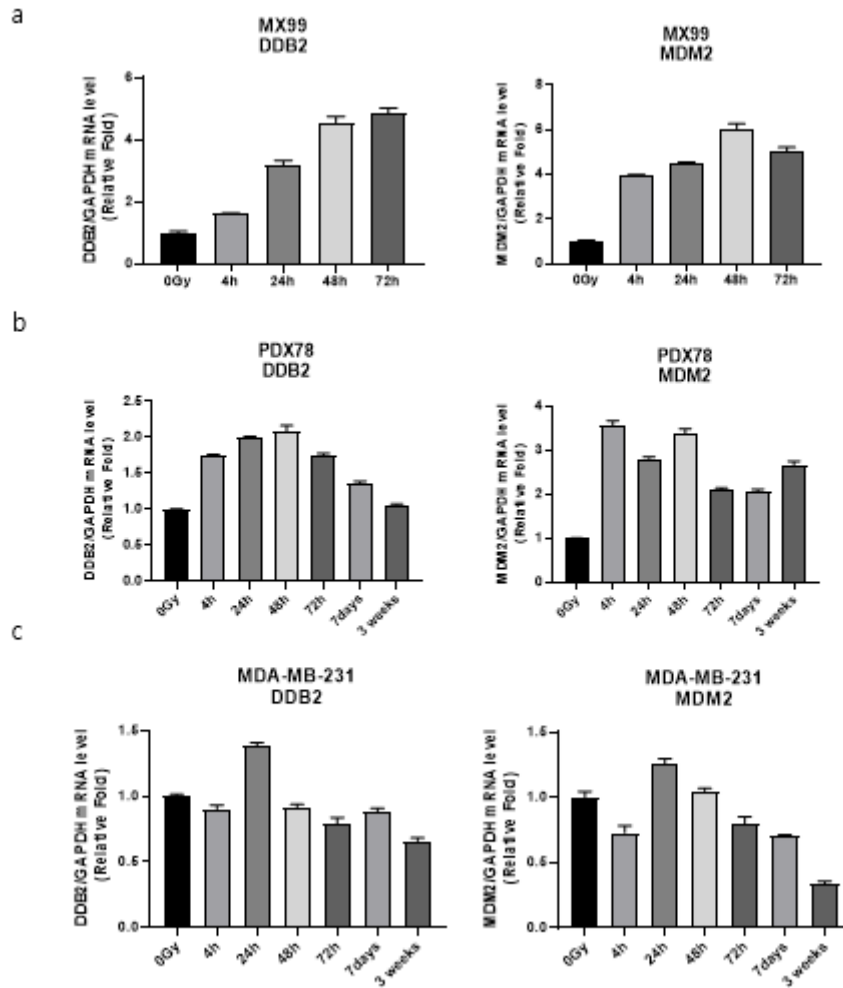 a
MX99
DDB2
DDB2/GAPDH mRNA level
(Relative Fold)
6
4
2
0
0Gy 4h 24h 48h 72h
MX99
MDM2
MDM2/GAPDH mRNA level
(Relative Fold)
8
6
4
2
0
0Gy 4h 24h 48h 72h
b
PDX78
DDB2
DDB2/GAPDH mRNA level
(Relative Fold)
2.5
2.0
1.5
1.0
0.5
0.0
0Gy 4h 24h 48h 72h 7days 3 weeks
PDX78
MDM2
MDM2/GAPDH mRNA level
(Relative Fold)
4
3
2
1
0
0Gy 4h 24h 48h 72h 7days 3 weeks
c
MDA-MB-231
DDB2
DDB2/GAPDH mRNA level
(Relative Fold)
1.5
1.0
0.5
0.0
0Gy 4h 24h 48h 72h 7days 3 weeks
MDA-MB-231
MDM2
MDM2/GAPDH mRNA level
(Relative Fold)
1.5
1.0
0.5
0.0
0Gy 4h 24h 48h 72h 7days 3 weeks